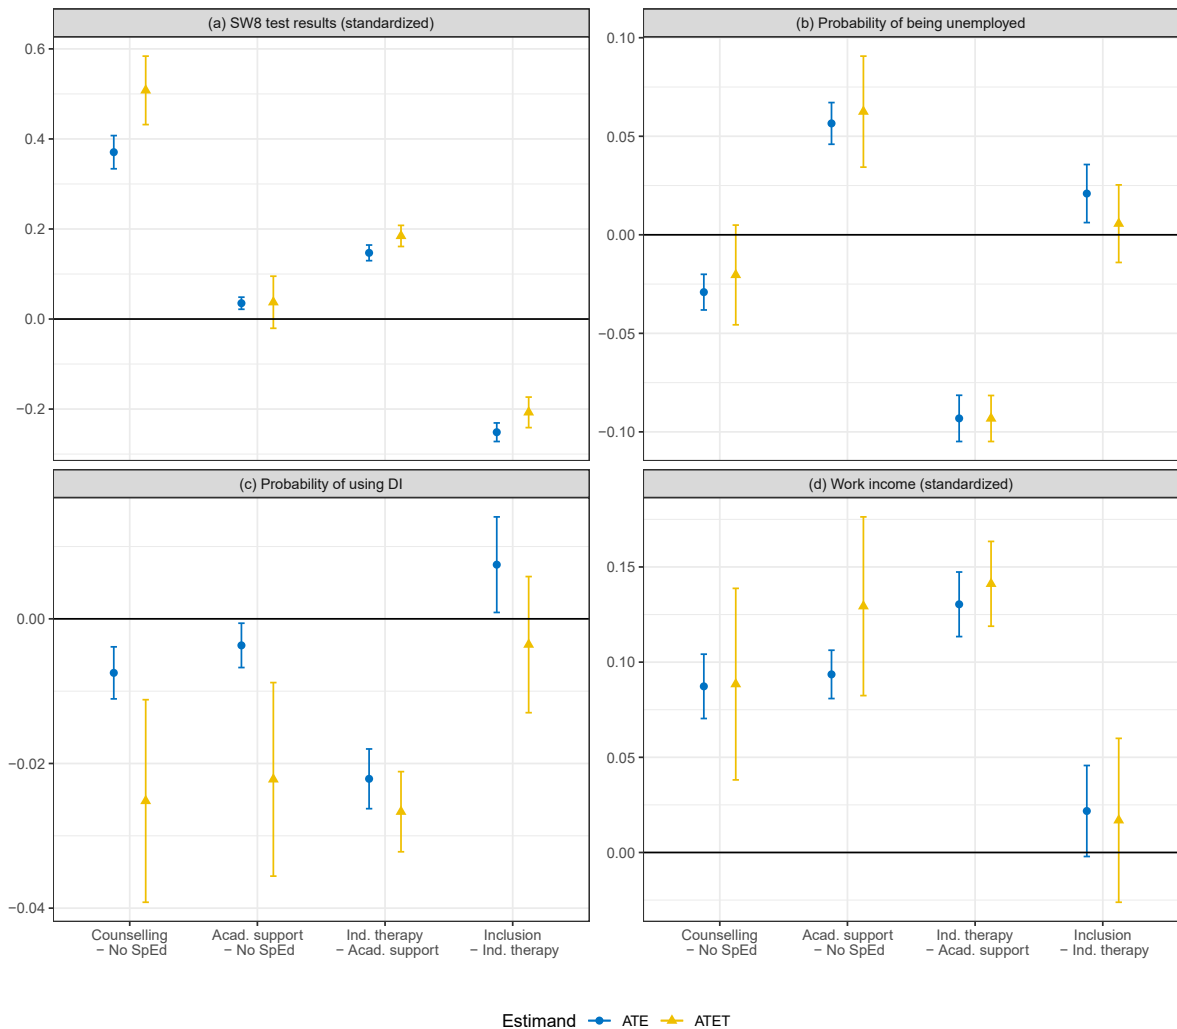 (a) SW8 test results (standardized)
(b) Probability of being unemployed
0.6
0.4
0.2
0.0
−0.2
0.10
0.05
0.00
−0.05
−0.10
(c) Probability of using DI
(d) Work income (standardized)
0.00
−0.02
−0.04
0.15
0.10
0.05
0.00
Counselling
− No SpEd
Acad. support
− No SpEd
Ind. therapy
− Acad. support
Inclusion
− Ind. therapy
Counselling
− No SpEd
Acad. support
− No SpEd
Ind. therapy
− Acad. support
Inclusion
− Ind. therapy
Estimand ATE ATET